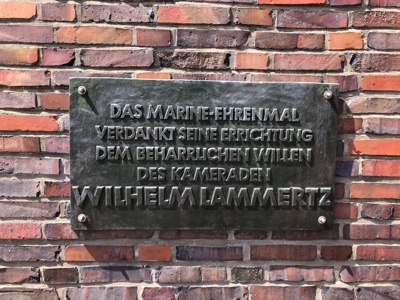 DAS MARINE-EHRENMAL
VERDANKT SEINE ERRICHTUNG
DEM BEHARRLICHEN WILLEN
DES KAMERADEN
WILHELM LAMMERTZ